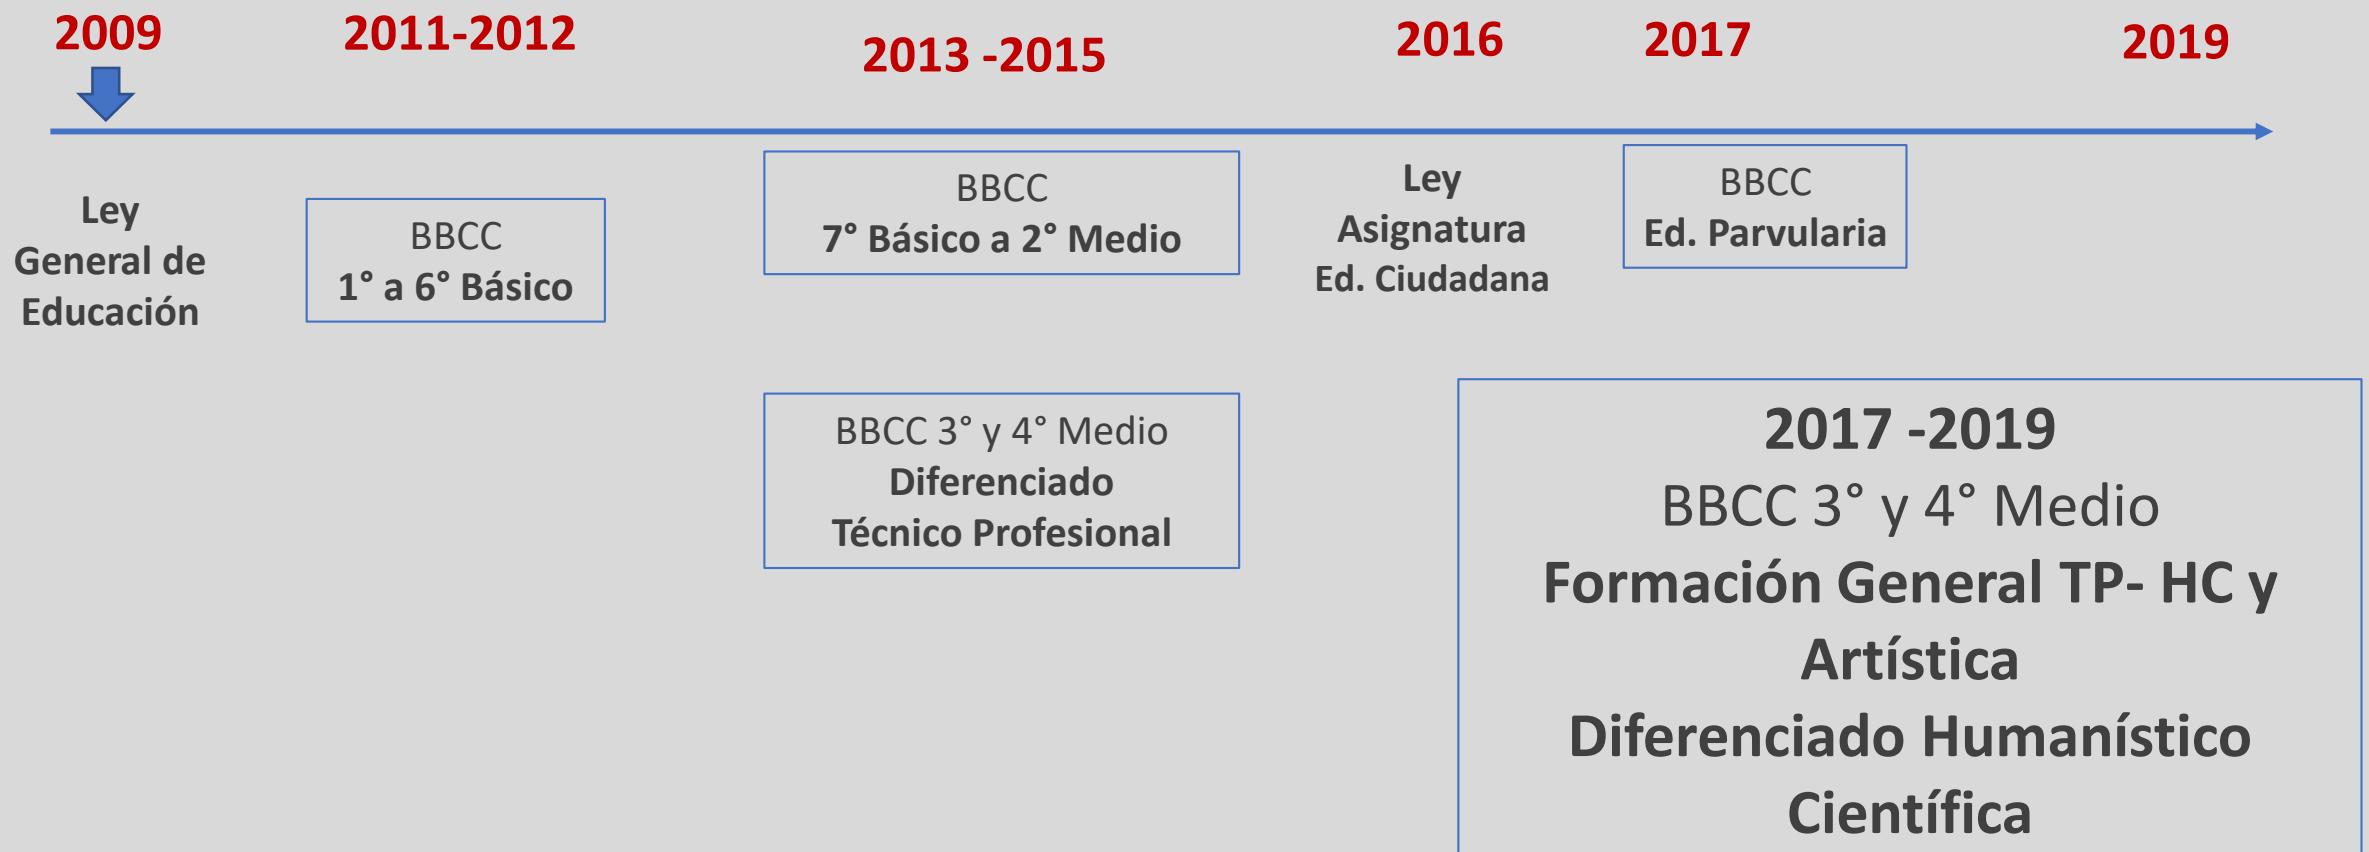 2009
2011-2012
2013 -2015
2016
2017
2019
Ley
General de
Educación
BBCC
1° a 6° Básico
BBCC
7° Básico a 2° Medio
Ley
Asignatura
Ed. Ciudadana
BBCC
Ed. Parvularia
BBCC 3° y 4° Medio
Diferenciado
Técnico Profesional
2017 -2019
BBCC 3° y 4° Medio
Formación General TP- HC y
Artística
Diferenciado Humanístico
Científica